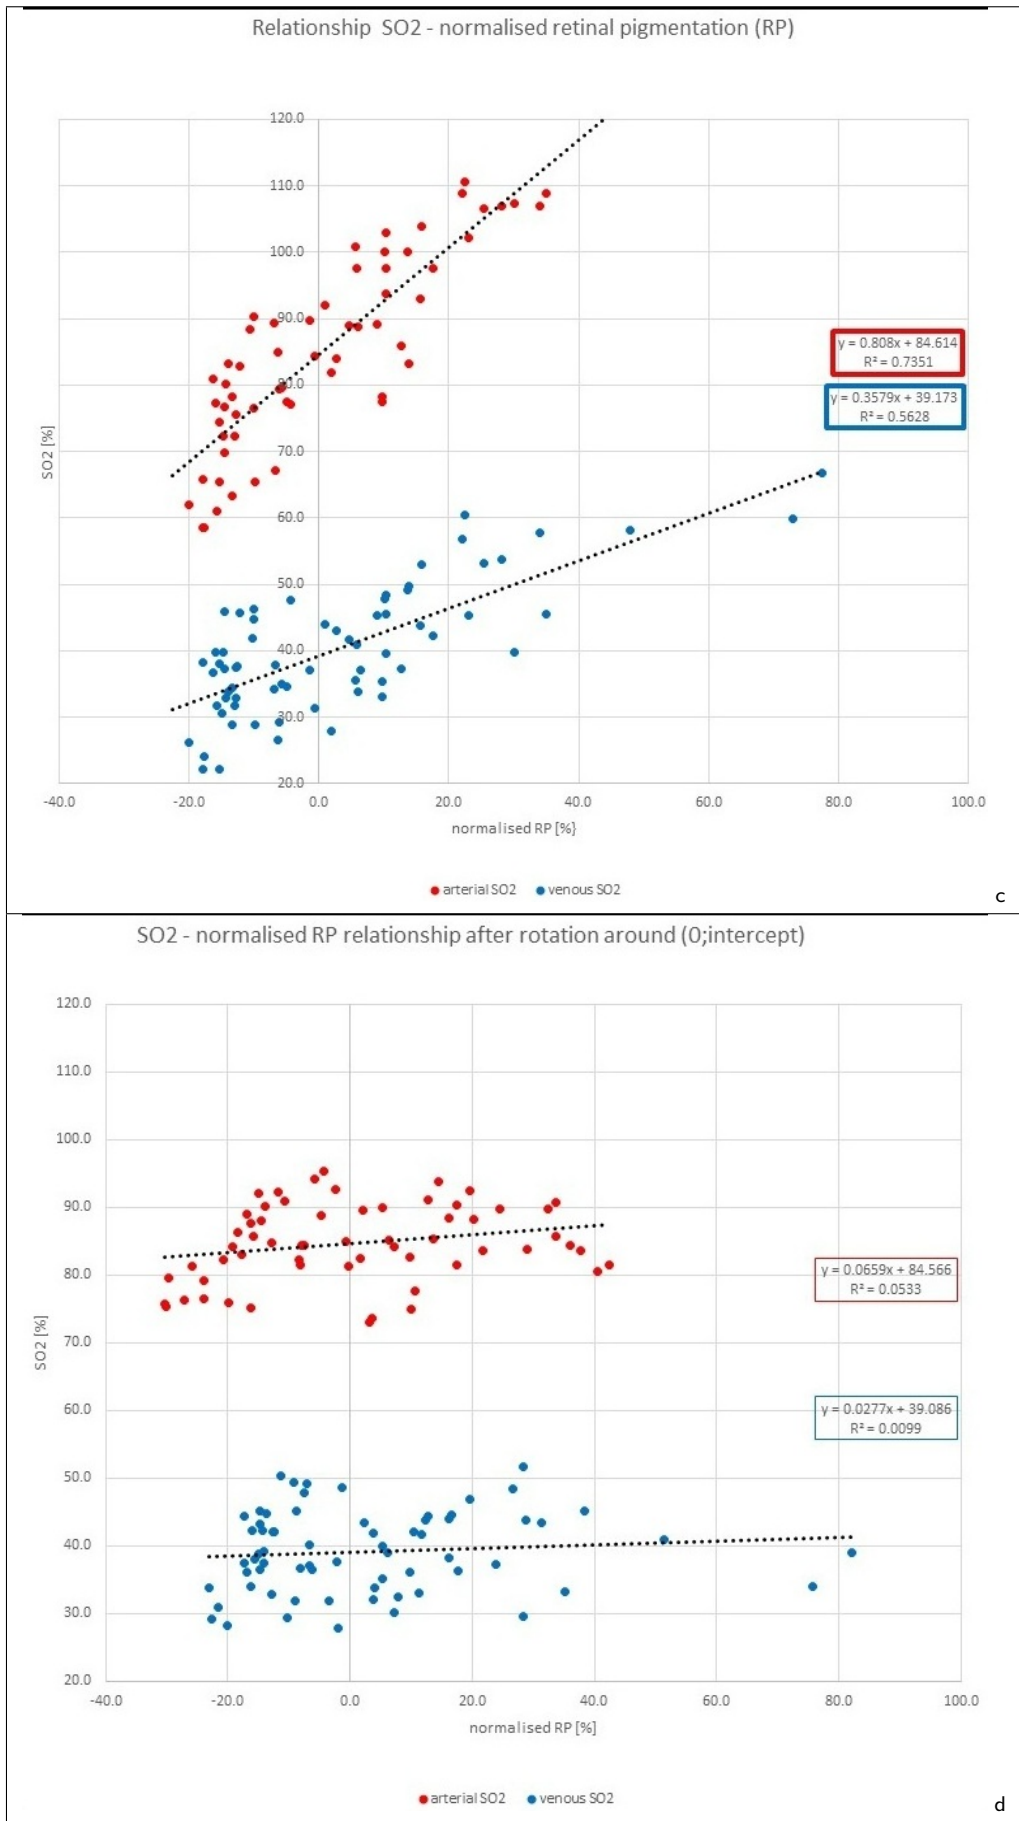 Relationship  SO2 - normalised retinal pigmentation (RP)
120.0
110.0
100.0
90.0
80.0
70.0
60.0
50.0
40.0
30.0
20.0
SO2 [%]
y = 0.808x + 84.614
R² = 0.7351
y = 0.3579x + 39.173
R² = 0.5628
-40.0 -20.0 0.0 20.0 40.0 60.0 80.0 100.0
normalised RP [%}
arterial SO2 venous SO2
c
SO2 - normalised RP relationship after rotation around (0;intercept)
120.0
110.0
100.0
90.0
80.0
70.0
60.0
50.0
40.0
30.0
20.0
SO2 [%]
y = 0.0659x + 84.566
R² = 0.0533
y = 0.0277x + 39.086
R² = 0.0099
-40.0 -20.0 0.0 20.0 40.0 60.0 80.0 100.0
normalised RP [%]
arterial SO2 venous SO2
d